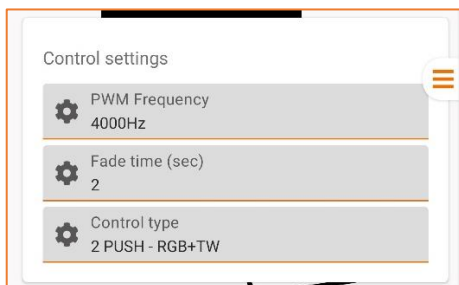 Control settings
PWM Frequency
4000Hz
Fade time (sec)
2
Control type
2 PUSH - RGB+TW